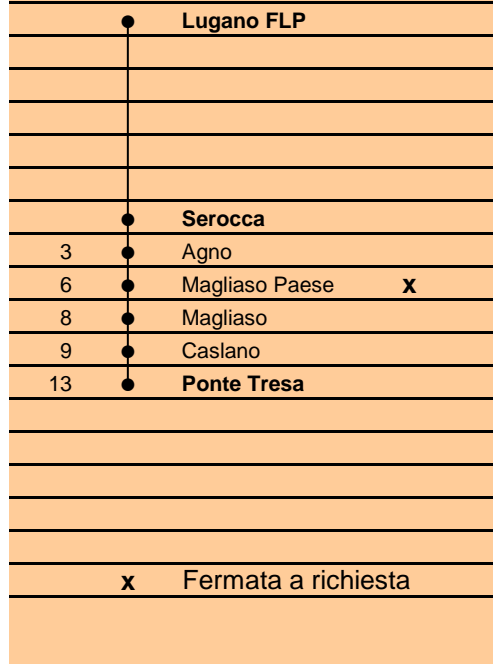 Lugano FLP
Serocca
3 Agno
6 Magliaso Paese x
8 Magliaso
9 Caslano
13 Ponte Tresa
x Fermata a richiesta